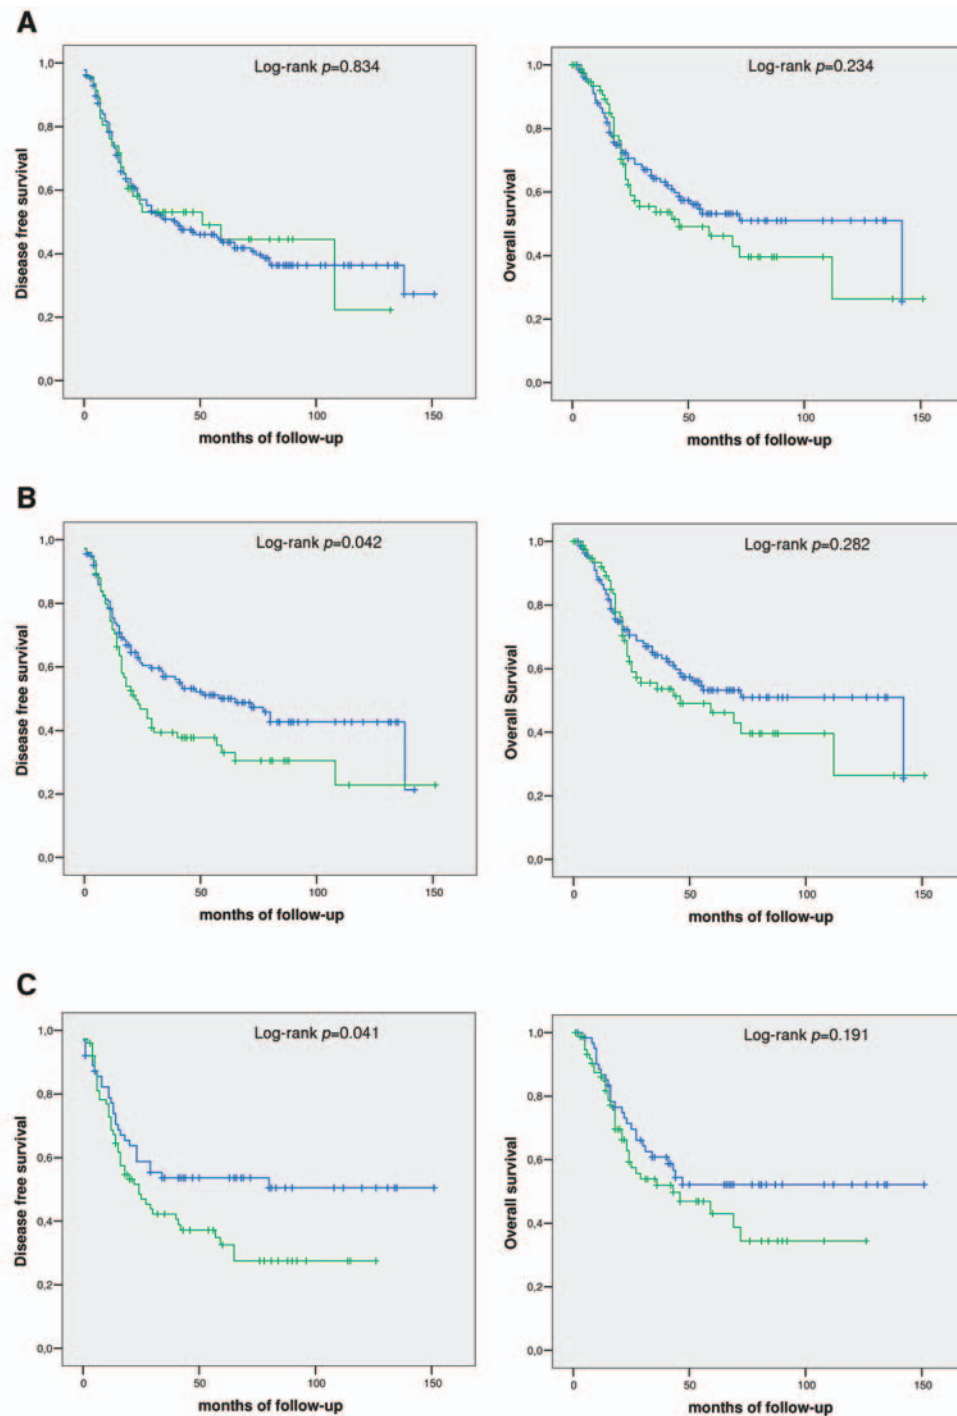 A
Log-rank p=0.834
Disease free survival
1,0
0,8
0,6
0,4
0,2
0,0
0 50 100 150
months of follow-up
Log-rank p=0.234
Overall survival
1,0
0,8
0,6
0,4
0,2
0,0
0 50 100 150
months of follow-up
B
Log-rank p=0.042
Disease free survival
1,0
0,8
0,6
0,4
0,2
0,0
0 50 100 150
months of follow-up
Log-rank p=0.282
Overall Survival
1,0
0,8
0,6
0,4
0,2
0,0
0 50 100 150
months of follow-up
C
Log-rank p=0.041
Disease free survival
1,0
0,8
0,6
0,4
0,2
0,0
0 50 100 150
months of follow-up
Log-rank p=0.191
Overall survival
1,0
0,8
0,6
0,4
0,2
0,0
0 50 100 150
months of follow-up